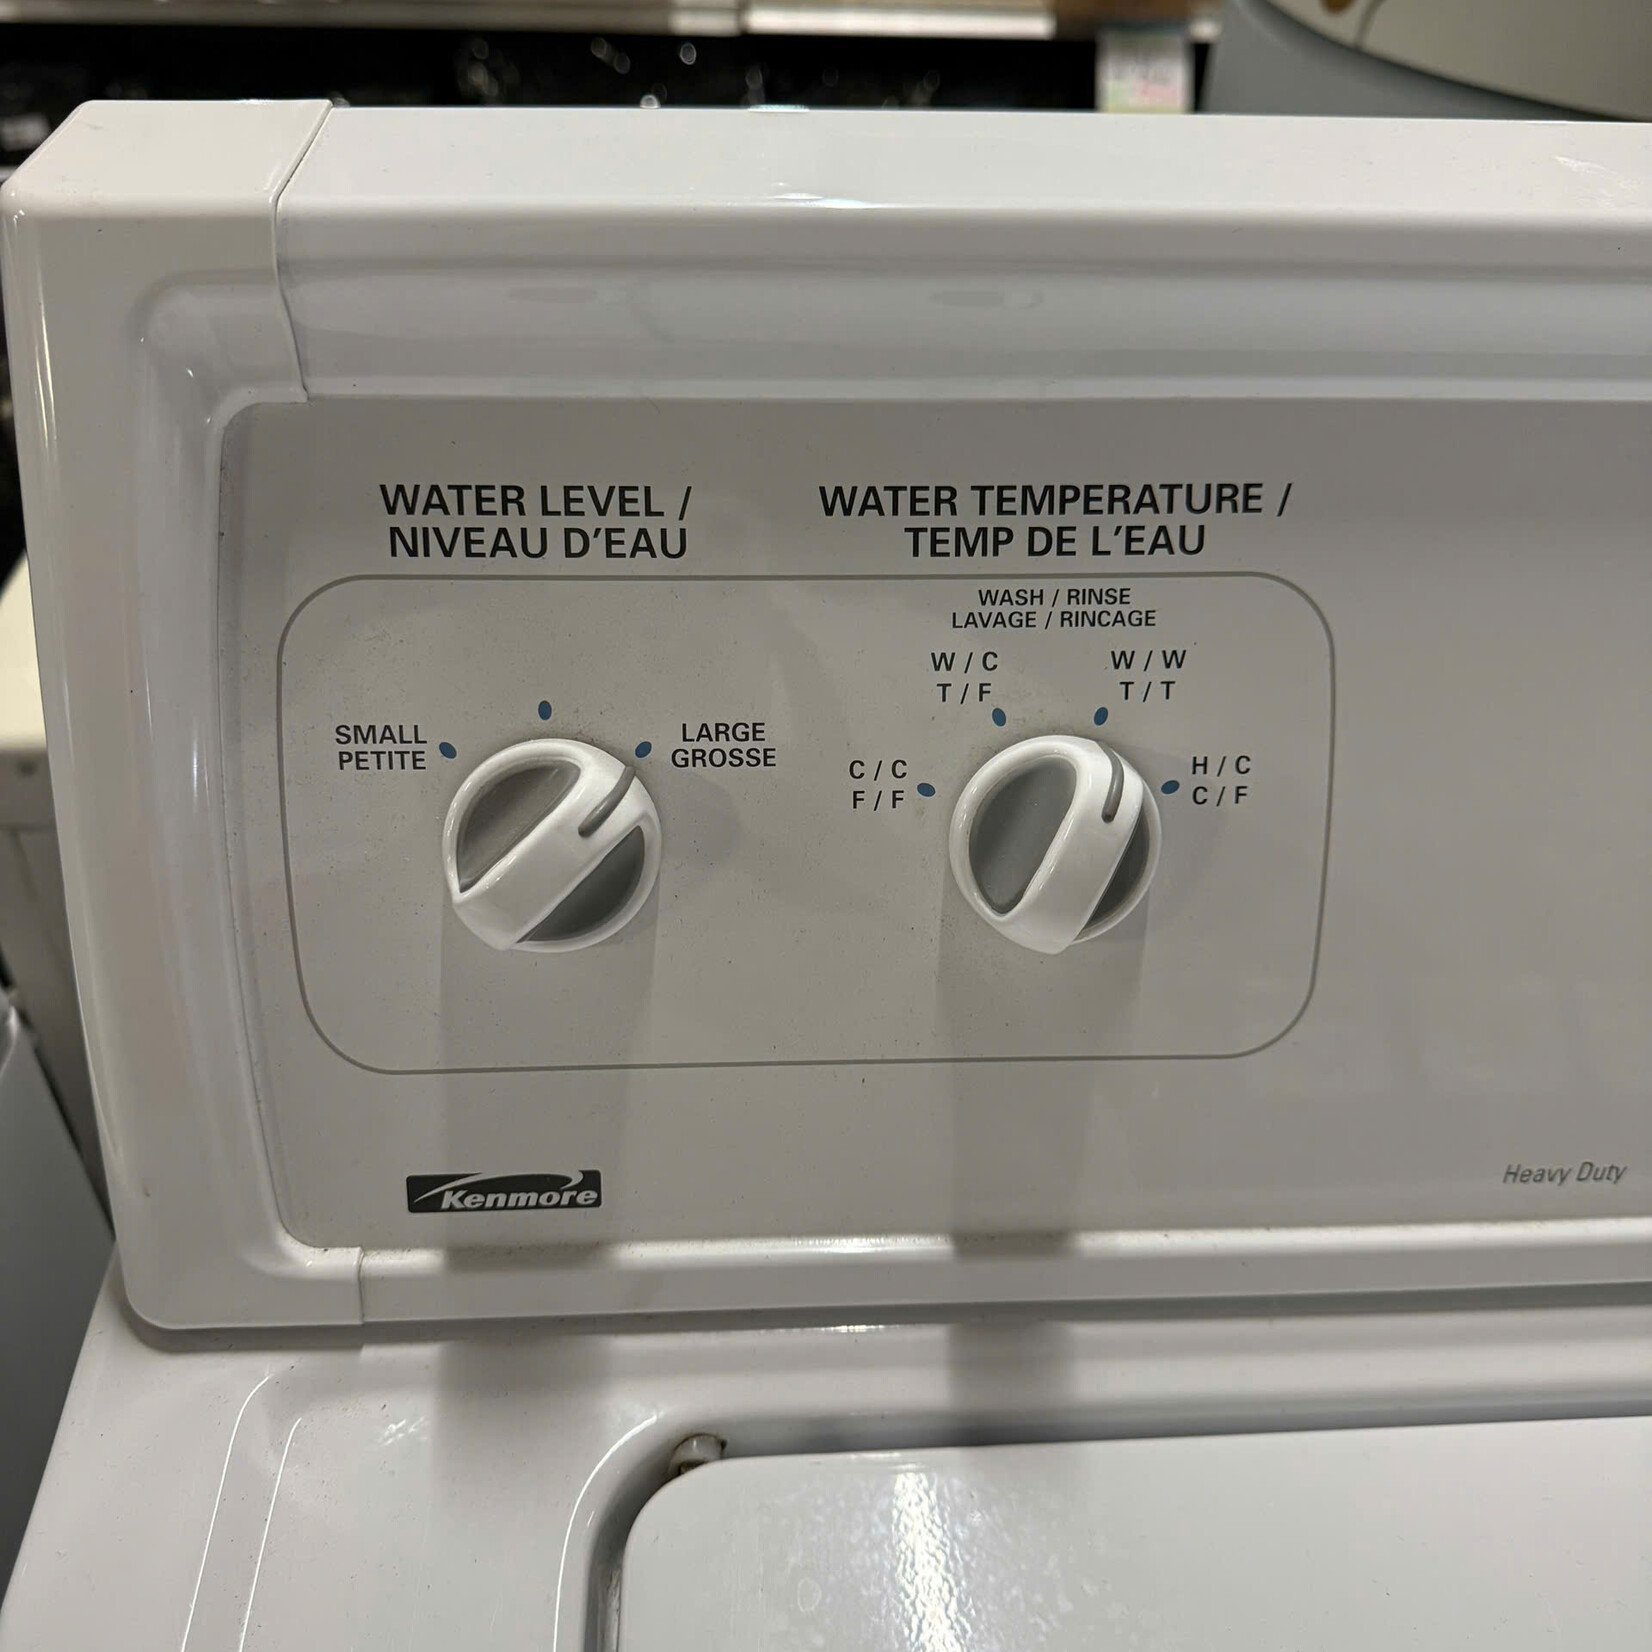 WATER LEVEL /
NIVEAU D'EAU
WATER TEMPERATURE /
TEMP DE L'EAU
WASH / RINSE
LAVAGE / RINCAGE
SMALL
PETITE
LARGE
GROSSE
C / C
F / F
W / C
T / F
W / W
T / T
H / C
C / F
Kenmore
Heavy Duty